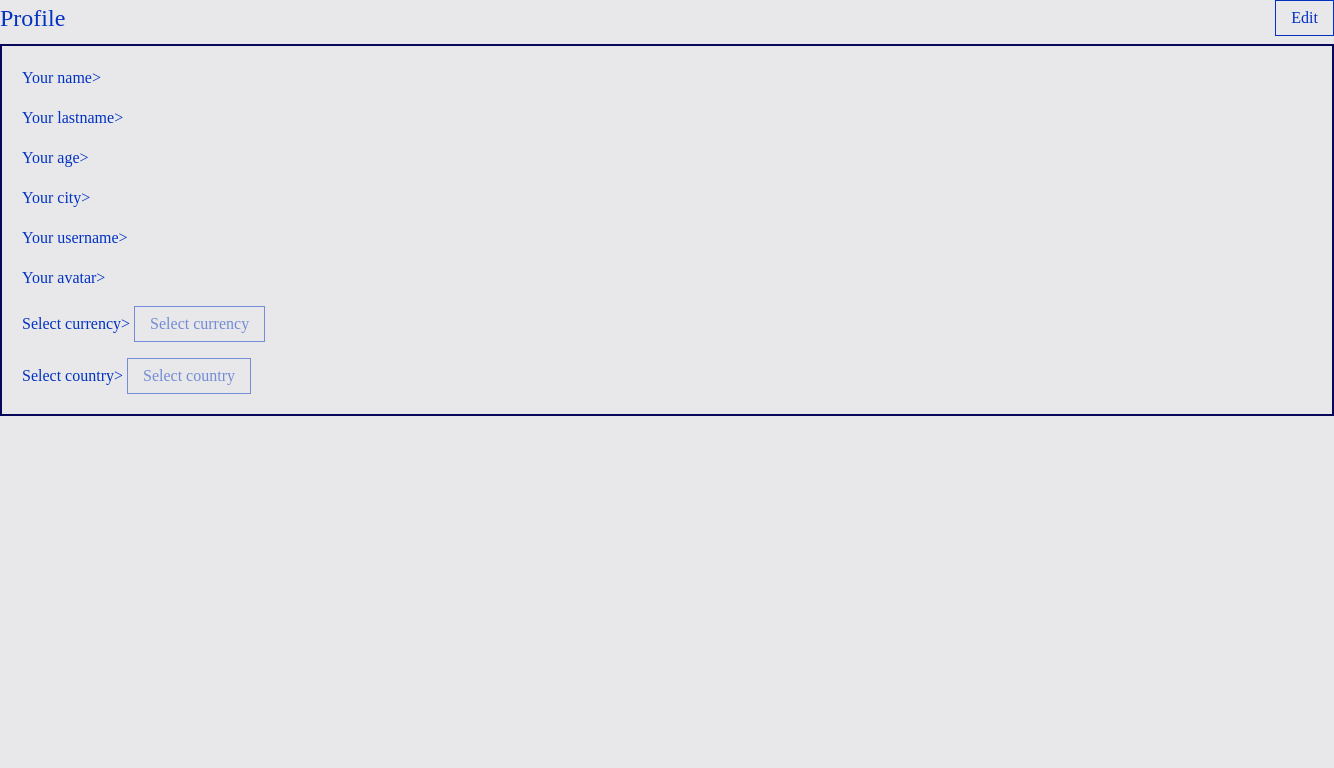 Profile
Edit
Your name>
Your lastname>
Your age>
Your city>
Your username>
Your avatar>
Select currency> Select currency
Select country> Select country